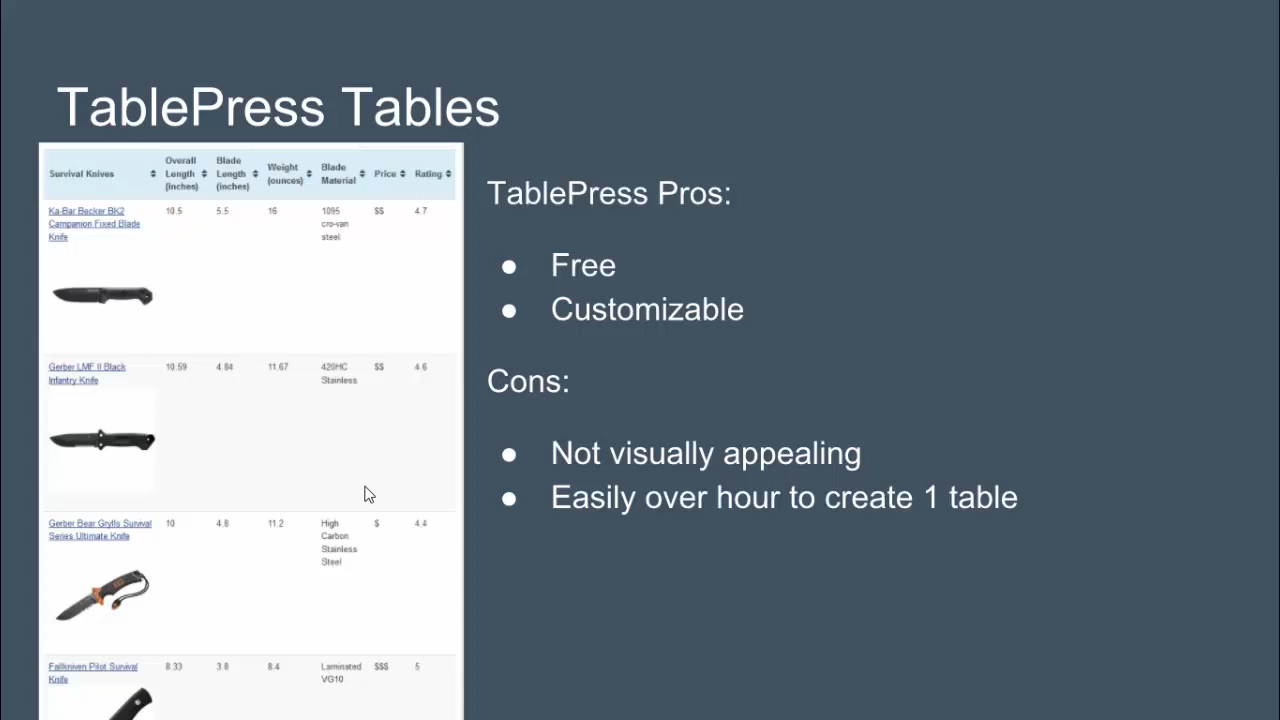 TablePress Tables
Survival Knives Overall Length (inches) Blade Length (inches) Weight (ounces) Blade Material Price Rating
Ka-Bar Becker BK2 10.5 5.5 16 1095 $$ 4.7
Campanion Fixed Blade cro-van
Knife steel
Gerber LMF II Black 10.59 4.84 11.67 420HC $$ 4.6
Infantry Knife Stainless
Gerber Bear Grylls Survival 10 4.8 11.2 High $ 4.4
Series Ultimate Knife Carbon
Stainless
Steel
Fallkniven Pilot Survival 8.33 3.8 8.4 Laminated $$$ 5
Knife VG10
TablePress Pros:
● Free
● Customizable
Cons:
● Not visually appealing
● Easily over hour to create 1 table